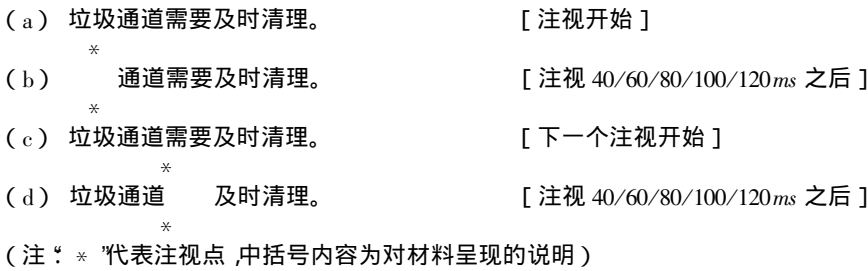 (a) 垃圾通道需要及时清理。 [注视开始]
*
(b) 通道需要及时清理。 [注视 40/60/80/100/120ms 之后]
*
(c) 垃圾通道需要及时清理。 [下一个注视开始]
*
(d) 垃圾通道 及时清理。 [注视 40/60/80/100/120ms 之后]
*
(注:“*”代表注视点,中括号内容为对材料呈现的说明)